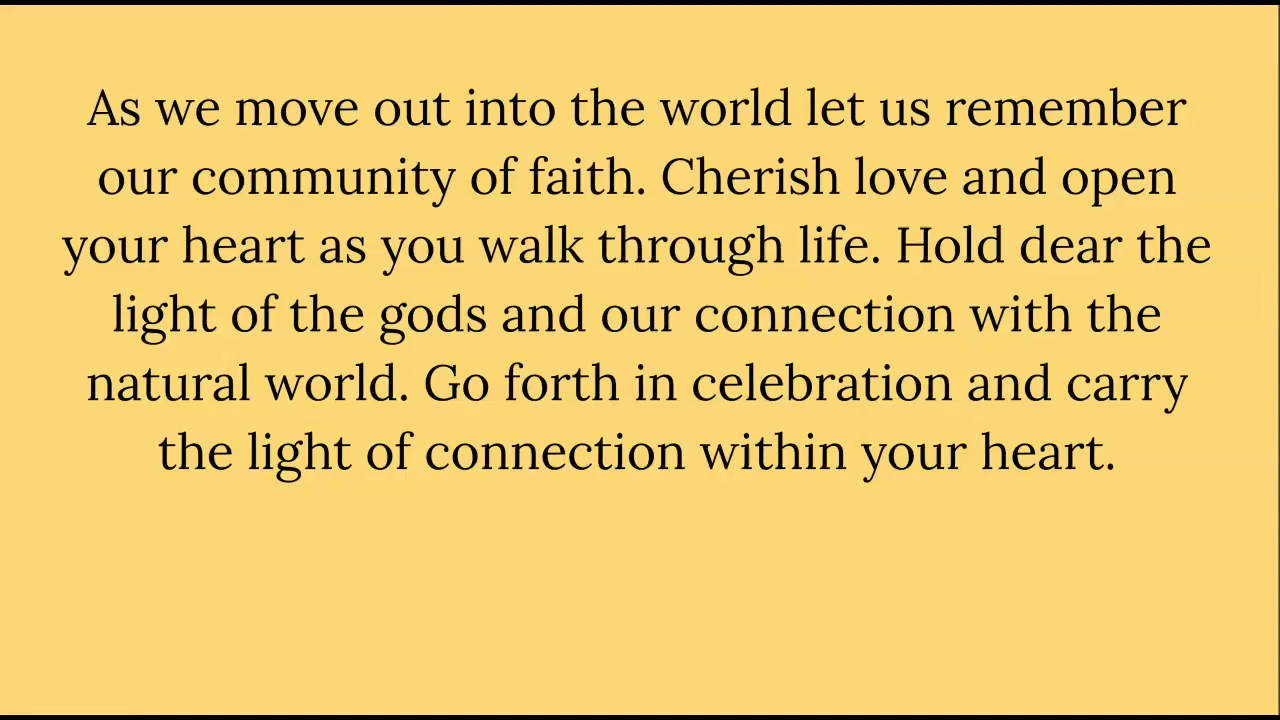 As we move out into the world let us remember
our community of faith. Cherish love and open
your heart as you walk through life. Hold dear the
light of the gods and our connection with the
natural world. Go forth in celebration and carry
the light of connection within your heart.